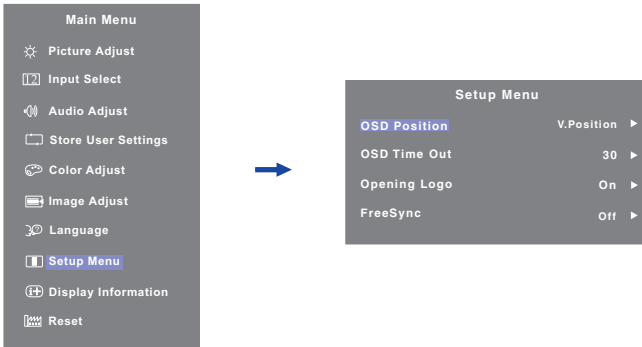 Main Menu
Picture Adjust
12 Input Select
Audio Adjust
Store User Settings
Color Adjust
Image Adjust
Language
Setup Menu
Display Information
Reset
Setup Menu
OSD Position V.Position
OSD Time Out 30
Opening Logo On
FreeSync Off